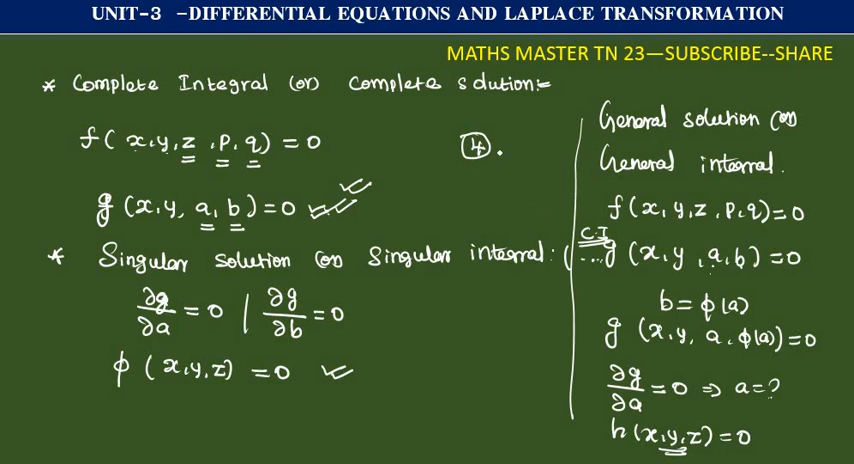 UNIT-3 -DIFFERENTIAL EQUATIONS AND LAPLACE TRANSFORMATION
MATHS MASTER TN 23—SUBSCRIBE--SHARE
* Complete Integral (or) Complete solution:-
f(x,y,z,p,q)=0
④.
g(x,y,a,b)=0
* Singular solution (or) Singular integral:
∂g/∂a = 0 | ∂g/∂b = 0
φ(x,y,z)=0
General solution (or)
General integral.
f(x,y,z,p,q)=0
C.I
g(x,y,a,b)=0
b=φ(a)
g(x,y,a,φ(a))=0
∂g/∂a = 0 ⇒ a=?
h(x,y,z)=0